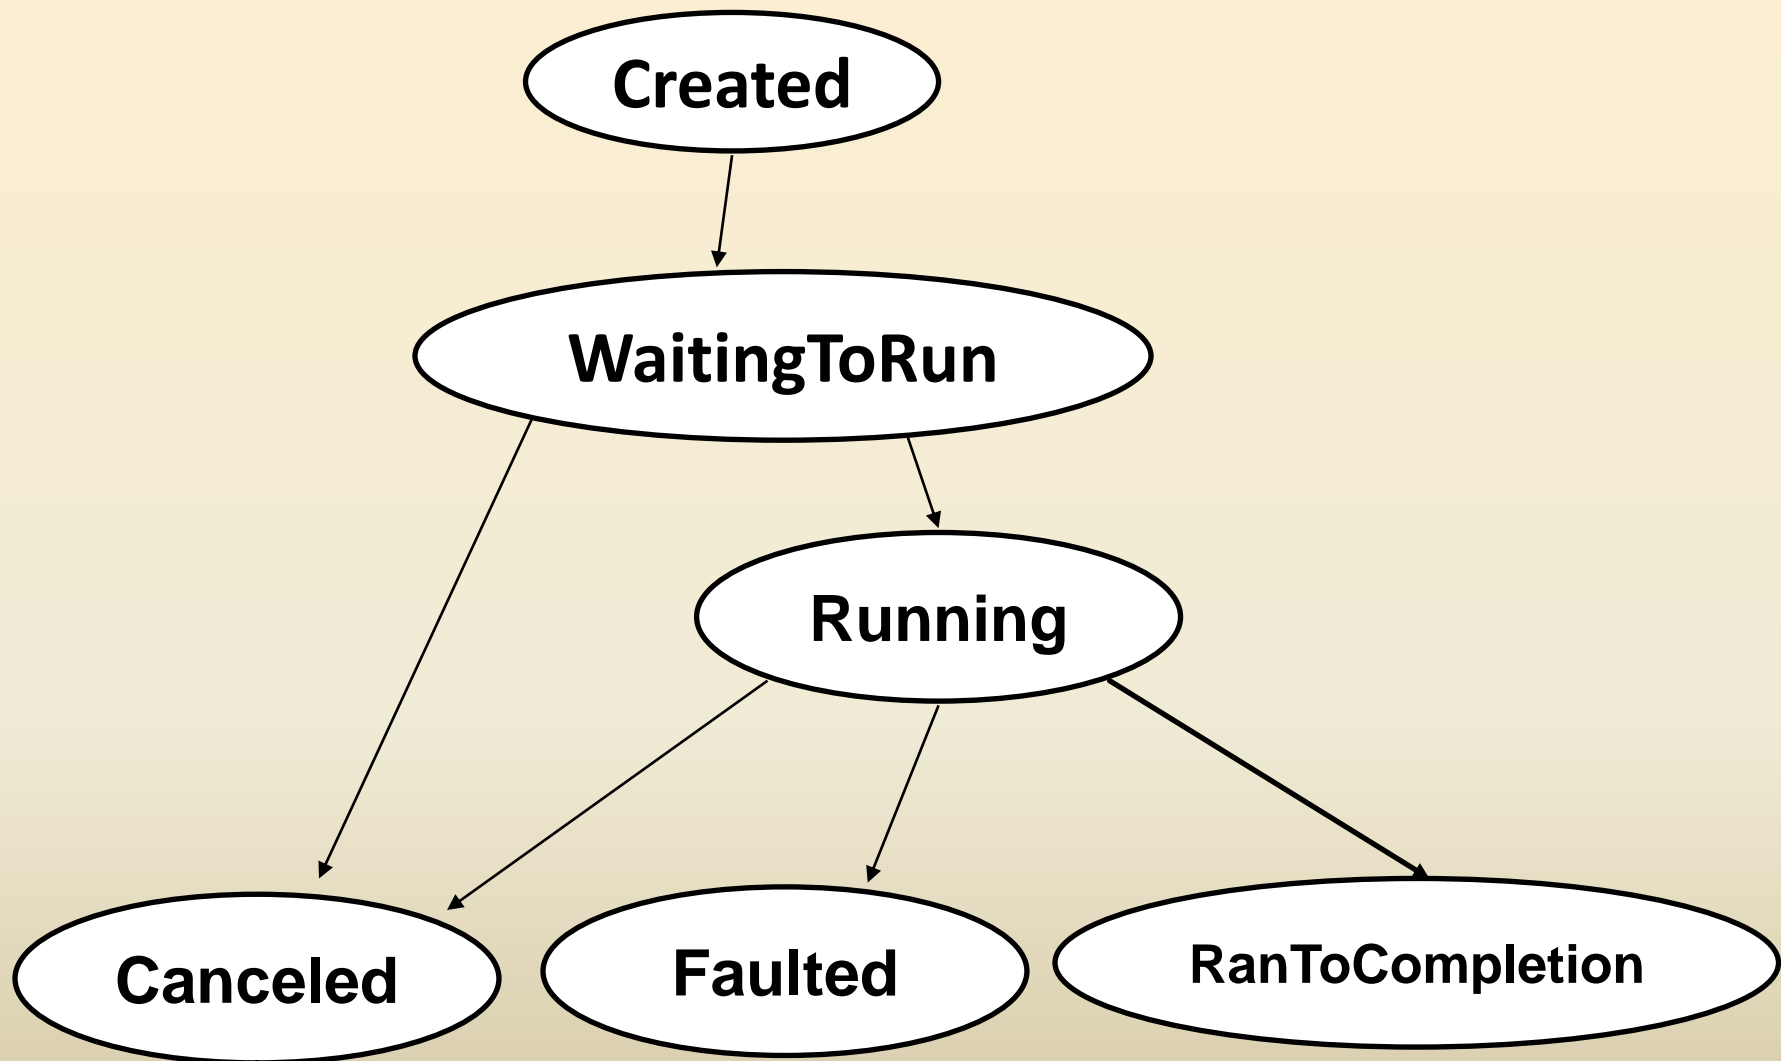 Created
WaitingToRun
Running
Canceled
Faulted
RanToCompletion